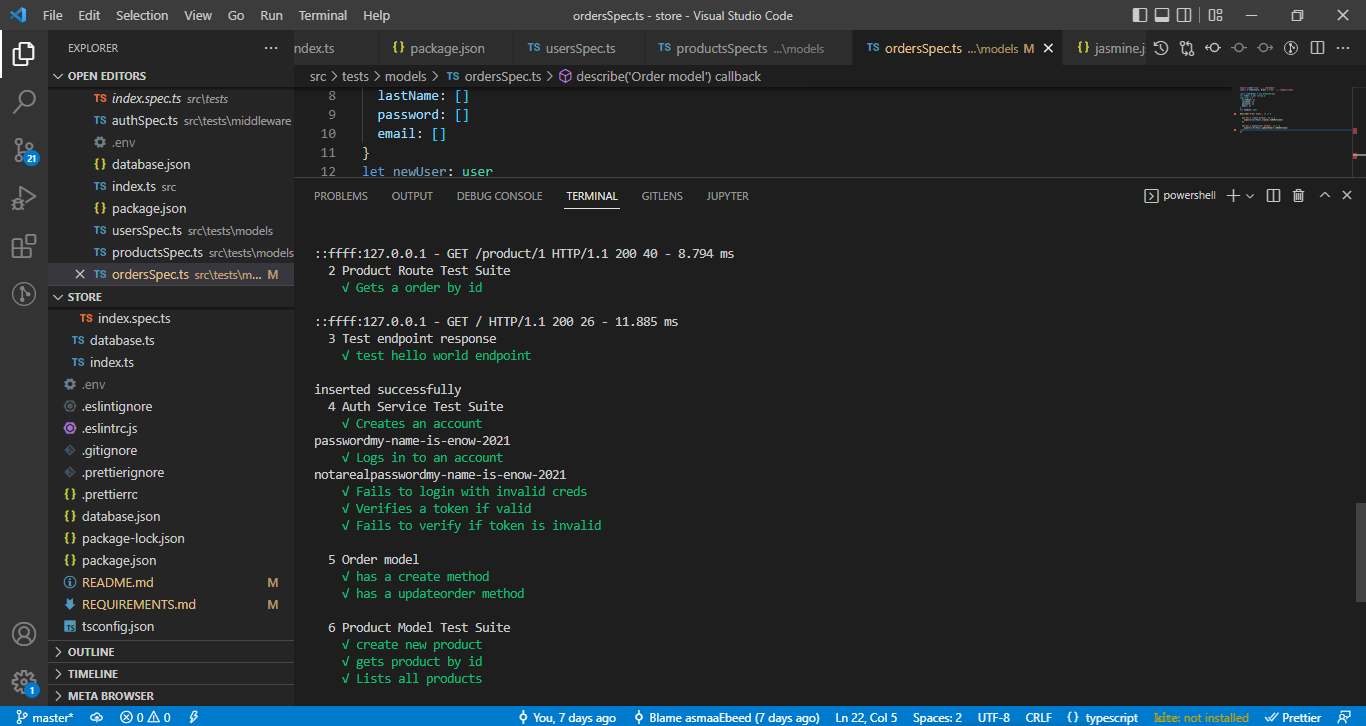 File Edit Selection View Go Run Terminal Help ordersSpec.ts - store - Visual Studio Code
EXPLORER
ndex.ts {} package.json TS usersSpec.ts TS productsSpec.ts ...\models TS ordersSpec.ts ...\models M {} jasmine.j
OPEN EDITORS
src > tests > models > TS ordersSpec.ts > describe('Order model') callback
TS index.spec.ts src\tests
TS authSpec.ts src\tests\middleware
.env
{} database.json
TS index.ts src
{} package.json
TS usersSpec.ts src\tests\models
TS productsSpec.ts src\tests\models
TS ordersSpec.ts src\tests\m... M
STORE
TS index.spec.ts
TS database.ts
TS index.ts
.env
.eslintignore
.eslintrc.js
.gitignore
.prettierignore
{} .prettierrc
{} database.json
{} package-lock.json
{} package.json
README.md M
REQUIREMENTS.md M
TS tsconfig.json
OUTLINE
TIMELINE
META BROWSER
21
1
8 lastName: []
9 password: []
10 email: []
11 }
12 let newUser: user
PROBLEMS OUTPUT DEBUG CONSOLE TERMINAL GITLENS JUPYTER powershell
::ffff:127.0.0.1 - GET /product/1 HTTP/1.1 200 40 - 8.794 ms
2 Product Route Test Suite
√ Gets a order by id
::ffff:127.0.0.1 - GET / HTTP/1.1 200 26 - 11.885 ms
3 Test endpoint response
√ test hello world endpoint
inserted successfully
4 Auth Service Test Suite
√ Creates an account
passwordmy-name-is-enow-2021
√ Logs in to an account
notarealpasswordmy-name-is-enow-2021
√ Fails to login with invalid creds
√ Verifies a token if valid
√ Fails to verify if token is invalid
5 Order model
√ has a create method
√ has a updateorder method
6 Product Model Test Suite
√ create new product
√ gets product by id
√ Lists all products
master* 0 0 You, 7 days ago Blame asmaaEbeed (7 days ago) Ln 22, Col 5 Spaces: 2 UTF-8 CRLF {} typescript kite: not installed Prettier